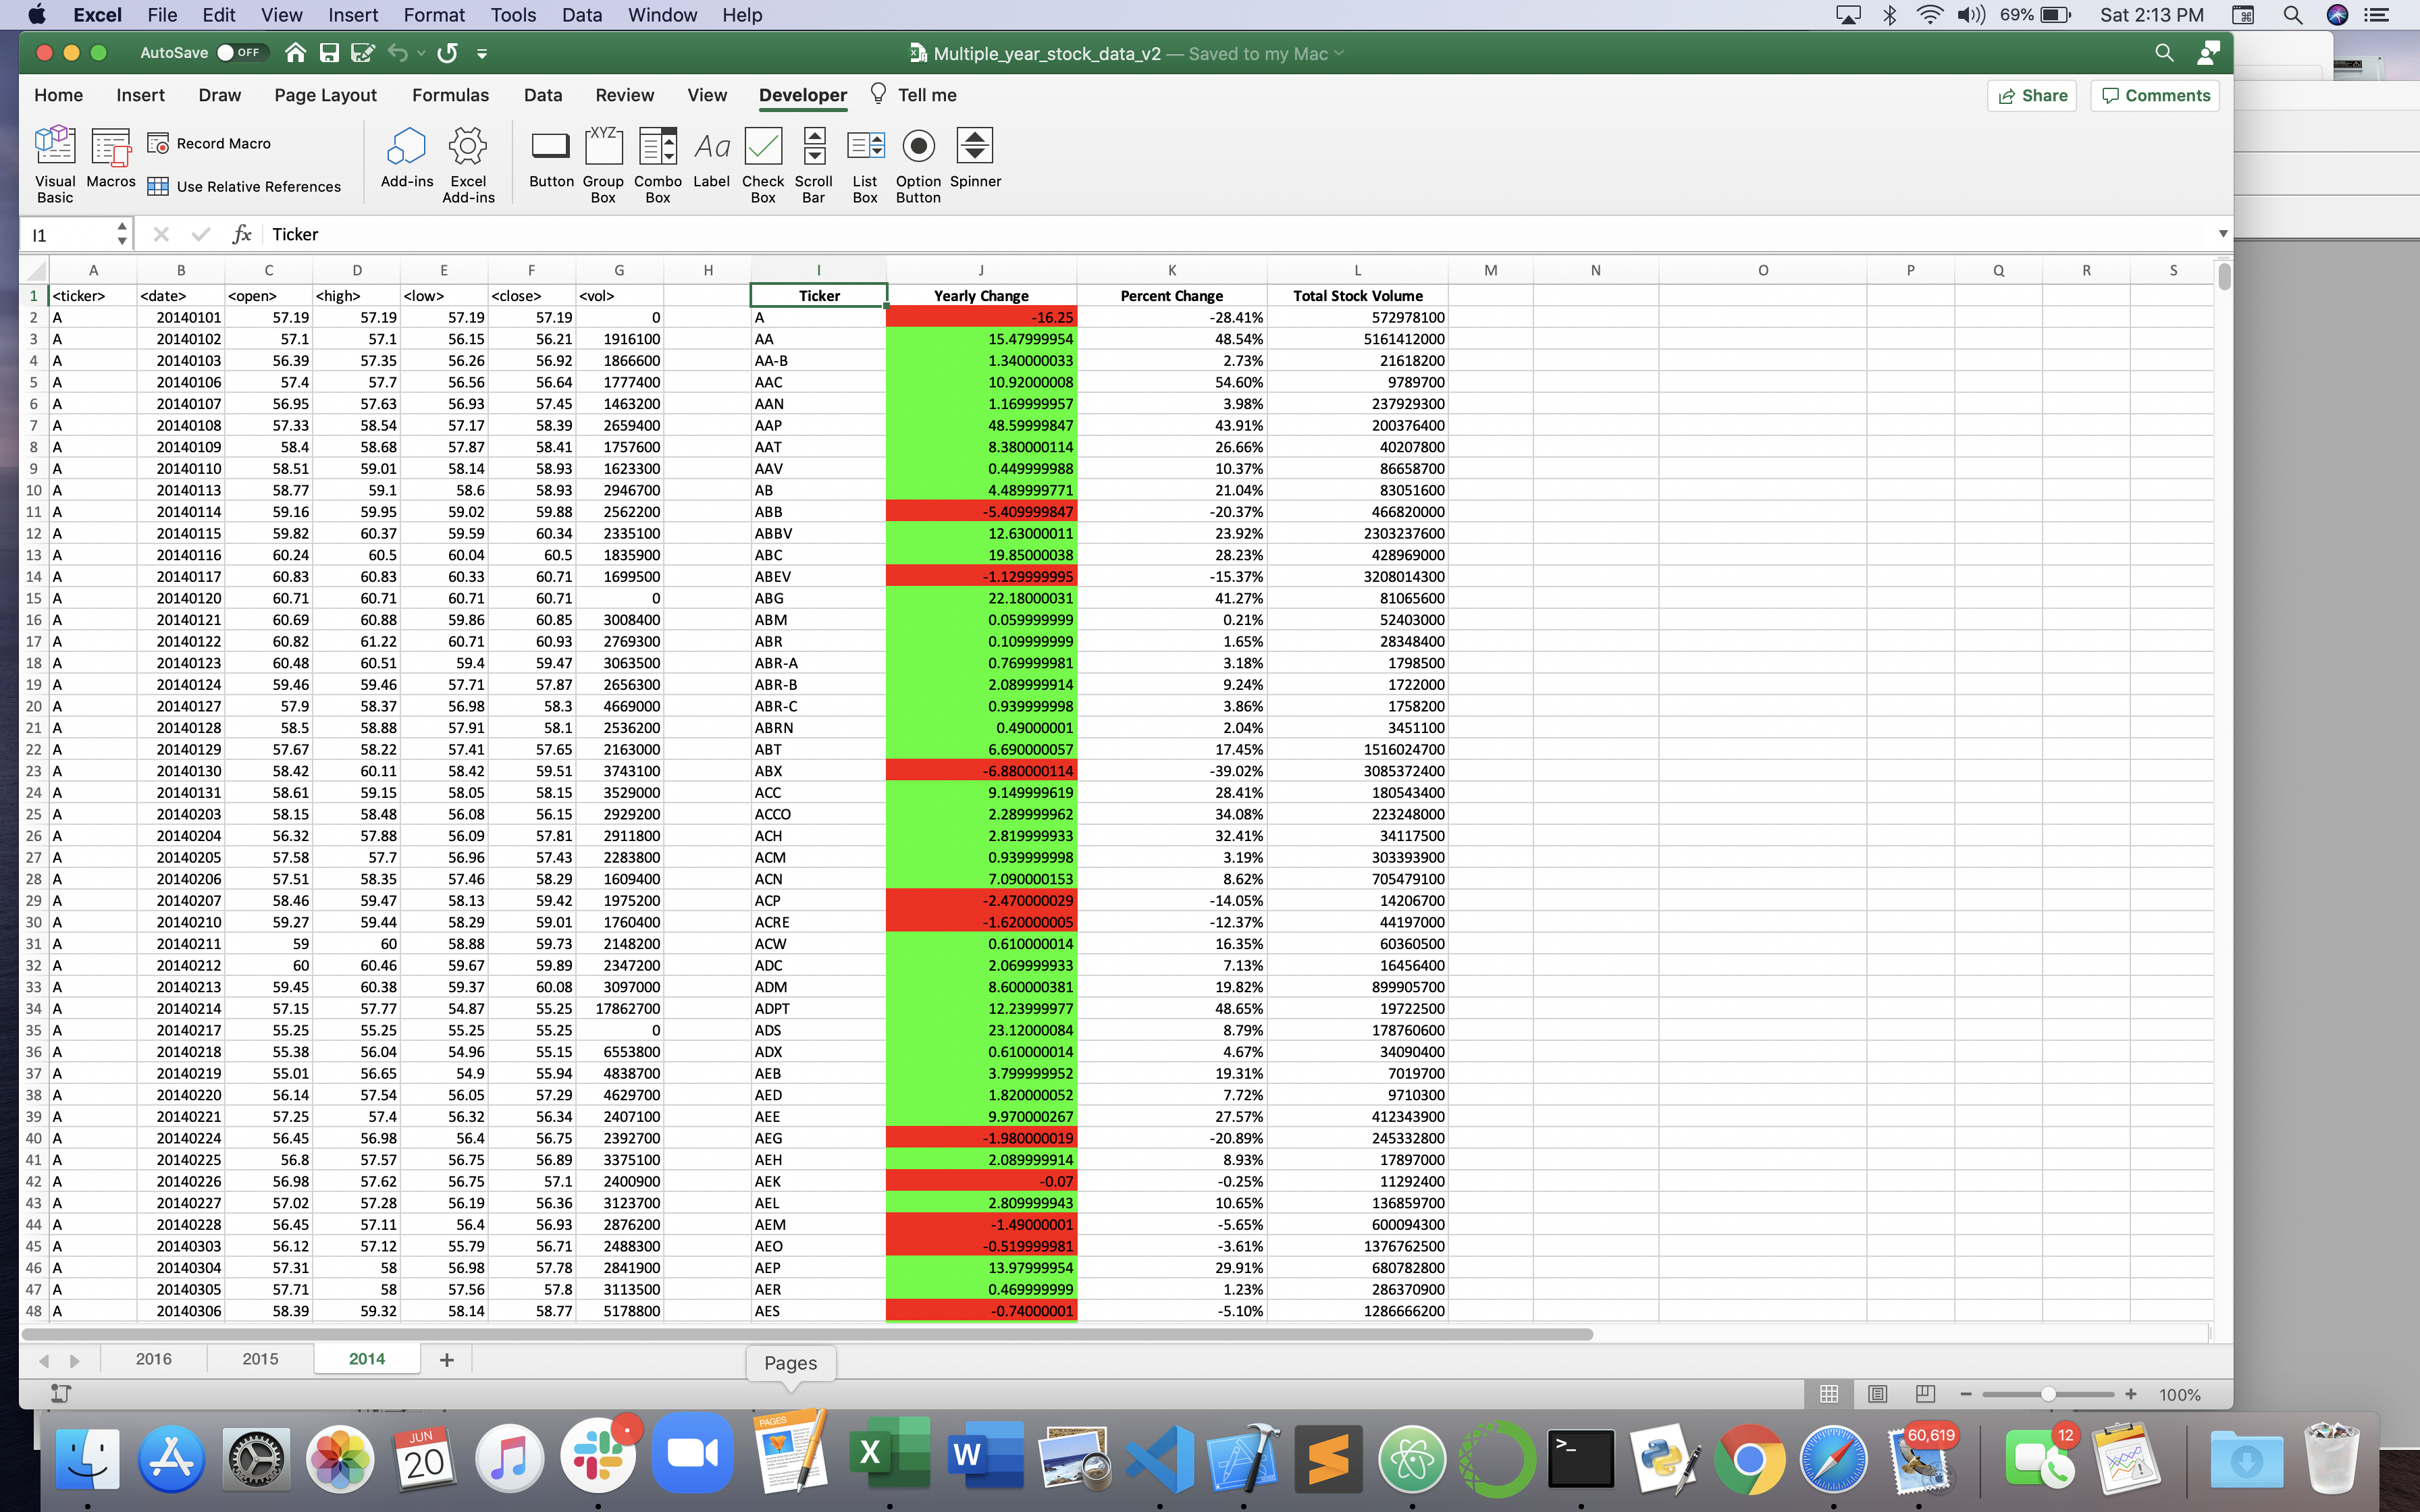 Excel File Edit View Insert Format Tools Data Window Help 69% Sat 2:13 PM
AutoSave OFF Multiple_year_stock_data_v2 — Saved to my Mac
Home Insert Draw Page Layout Formulas Data Review View Developer Tell me Share Comments
Visual Basic Macros Record Macro Use Relative References Add-ins Excel Add-ins Button Group Box Combo Box Label Check Box Scroll Bar List Box Option Button Spinner
XYZ Aa
I1 fx Ticker
A B C D E F G H I J K L M N O P Q R S
1 <ticker> <date> <open> <high> <low> <close> <vol> Ticker Yearly Change Percent Change Total Stock Volume
2 A 20140101 57.19 57.19 57.19 57.19 0 A -16.25 -28.41% 572978100
3 A 20140102 57.1 57.1 56.15 56.21 1916100 AA 15.47999954 48.54% 5161412000
4 A 20140103 56.39 57.35 56.26 56.92 1866600 AA-B 1.340000033 2.73% 21618200
5 A 20140106 57.4 57.7 56.56 56.64 1777400 AAC 10.92000008 54.60% 9789700
6 A 20140107 56.95 57.63 56.93 57.45 1463200 AAN 1.169999957 3.98% 237929300
7 A 20140108 57.33 58.54 57.17 58.39 2659400 AAP 48.59999847 43.91% 200376400
8 A 20140109 58.4 58.68 57.87 58.41 1757600 AAT 8.380000114 26.66% 40207800
9 A 20140110 58.51 59.01 58.14 58.93 1623300 AAV 0.449999988 10.37% 86658700
10 A 20140113 58.77 59.1 58.6 58.93 2946700 AB 4.489999771 21.04% 83051600
11 A 20140114 59.16 59.95 59.02 59.88 2562200 ABB -5.409999847 -20.37% 466820000
12 A 20140115 59.82 60.37 59.59 60.34 2335100 ABBV 12.63000011 23.92% 2303237600
13 A 20140116 60.24 60.5 60.04 60.5 1835900 ABC 19.85000038 28.23% 428969000
14 A 20140117 60.83 60.83 60.33 60.71 1699500 ABEV -1.129999995 -15.37% 3208014300
15 A 20140120 60.71 60.71 60.71 60.71 0 ABG 22.18000031 41.27% 81065600
16 A 20140121 60.69 60.88 59.86 60.85 3008400 ABM 0.059999999 0.21% 52403000
17 A 20140122 60.82 61.22 60.71 60.93 2769300 ABR 0.109999999 1.65% 28348400
18 A 20140123 60.48 60.51 59.4 59.47 3063500 ABR-A 0.769999981 3.18% 1798500
19 A 20140124 59.46 59.46 57.71 57.87 2656300 ABR-B 2.089999914 9.24% 1722000
20 A 20140127 57.9 58.37 56.98 58.3 4669000 ABR-C 0.939999998 3.86% 1758200
21 A 20140128 58.5 58.88 57.91 58.1 2536200 ABRN 0.49000001 2.04% 3451100
22 A 20140129 57.67 58.22 57.41 57.65 2163000 ABT 6.690000057 17.45% 1516024700
23 A 20140130 58.42 60.11 58.42 59.51 3743100 ABX -6.880000114 -39.02% 3085372400
24 A 20140131 58.61 59.15 58.05 58.15 3529000 ACC 9.149999619 28.41% 180543400
25 A 20140203 58.15 58.48 56.08 56.15 2929200 ACCO 2.289999962 34.08% 223248000
26 A 20140204 56.32 57.88 56.09 57.81 2911800 ACH 2.819999933 32.41% 34117500
27 A 20140205 57.58 57.7 56.96 57.43 2283800 ACM 0.939999998 3.19% 303393900
28 A 20140206 57.51 58.35 57.46 58.29 1609400 ACN 7.090000153 8.62% 705479100
29 A 20140207 58.46 59.47 58.13 59.42 1975200 ACP -2.470000029 -14.05% 14206700
30 A 20140210 59.27 59.44 58.29 59.01 1760400 ACRE -1.620000005 -12.37% 44197000
31 A 20140211 59 60 58.88 59.73 2148200 ACW 0.610000014 16.35% 60360500
32 A 20140212 60 60.46 59.67 59.89 2347200 ADC 2.069999933 7.13% 16456400
33 A 20140213 59.45 60.38 59.37 60.08 3097000 ADM 8.600000381 19.82% 899905700
34 A 20140214 57.15 57.77 54.87 55.25 17862700 ADPT 12.23999977 48.65% 19722500
35 A 20140217 55.25 55.25 55.25 55.25 0 ADS 23.12000084 8.79% 178760600
36 A 20140218 55.38 56.04 54.96 55.15 6553800 ADX 0.610000014 4.67% 34090400
37 A 20140219 55.01 56.65 54.9 55.94 4838700 AEB 3.799999952 19.31% 7019700
38 A 20140220 56.14 57.54 56.05 57.29 4629700 AED 1.820000052 7.72% 9710300
39 A 20140221 57.25 57.4 56.32 56.34 2407100 AEE 9.970000267 27.57% 412343900
40 A 20140224 56.45 56.98 56.4 56.75 2392700 AEG -1.980000019 -20.89% 245332800
41 A 20140225 56.8 57.57 56.75 56.89 3375100 AEH 2.089999914 8.93% 17897000
42 A 20140226 56.98 57.62 56.75 57.1 2400900 AEK -0.07 -0.25% 11292400
43 A 20140227 57.02 57.28 56.19 56.36 3123700 AEL 2.809999943 10.65% 136859700
44 A 20140228 56.45 57.11 56.4 56.93 2876200 AEM -1.49000001 -5.65% 600094300
45 A 20140303 56.12 57.12 55.79 56.71 2488300 AEO -0.519999981 -3.61% 1376762500
46 A 20140304 57.31 58 56.98 57.78 2841900 AEP 13.97999954 29.91% 680782800
47 A 20140305 57.71 58 57.56 57.8 3113500 AER 0.469999999 1.23% 286370900
48 A 20140306 58.39 59.32 58.14 58.77 5178800 AES -0.74000001 -5.10% 1286666200
2016 2015 2014 +
Pages
100%
JUN 20 PAGES X W >_ 60,619 12